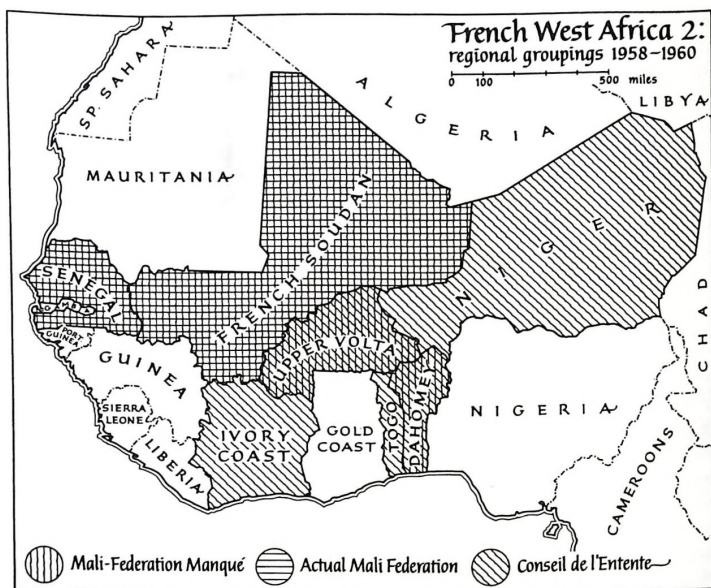 French West Africa 2:
regional groupings 1958–1960
0 100 500 miles
SP. SAHARA
ALGERIA
LIBYA
MAURITANIA
FRENCH SOUDAN
NIGER
CHAD
SENEGAL
PORT.
GUINEA
GUINEA
UPPER VOLTA
SIERRA
LEONE
LIBERIA
IVORY
COAST
GOLD
COAST
TOGO
DAHOMEY
NIGERIA
CAMEROONS
Mali-Federation Manqué
Actual Mali Federation
Conseil de l'Entente